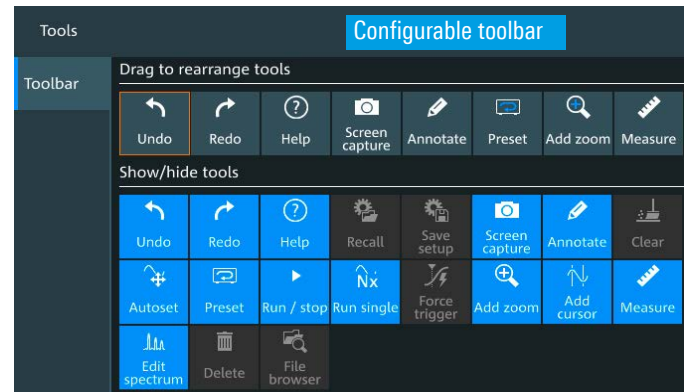 Tools
Configurable toolbar
Toolbar
Drag to rearrange tools
Undo Redo Help Screen capture Annotate Preset Add zoom Measure
Show/hide tools
Undo Redo Help Recall Save setup Screen capture Annotate Clear
Autoset Preset Run / stop Nx Run single Force trigger Add zoom Add cursor Measure
Edit spectrum Delete File browser